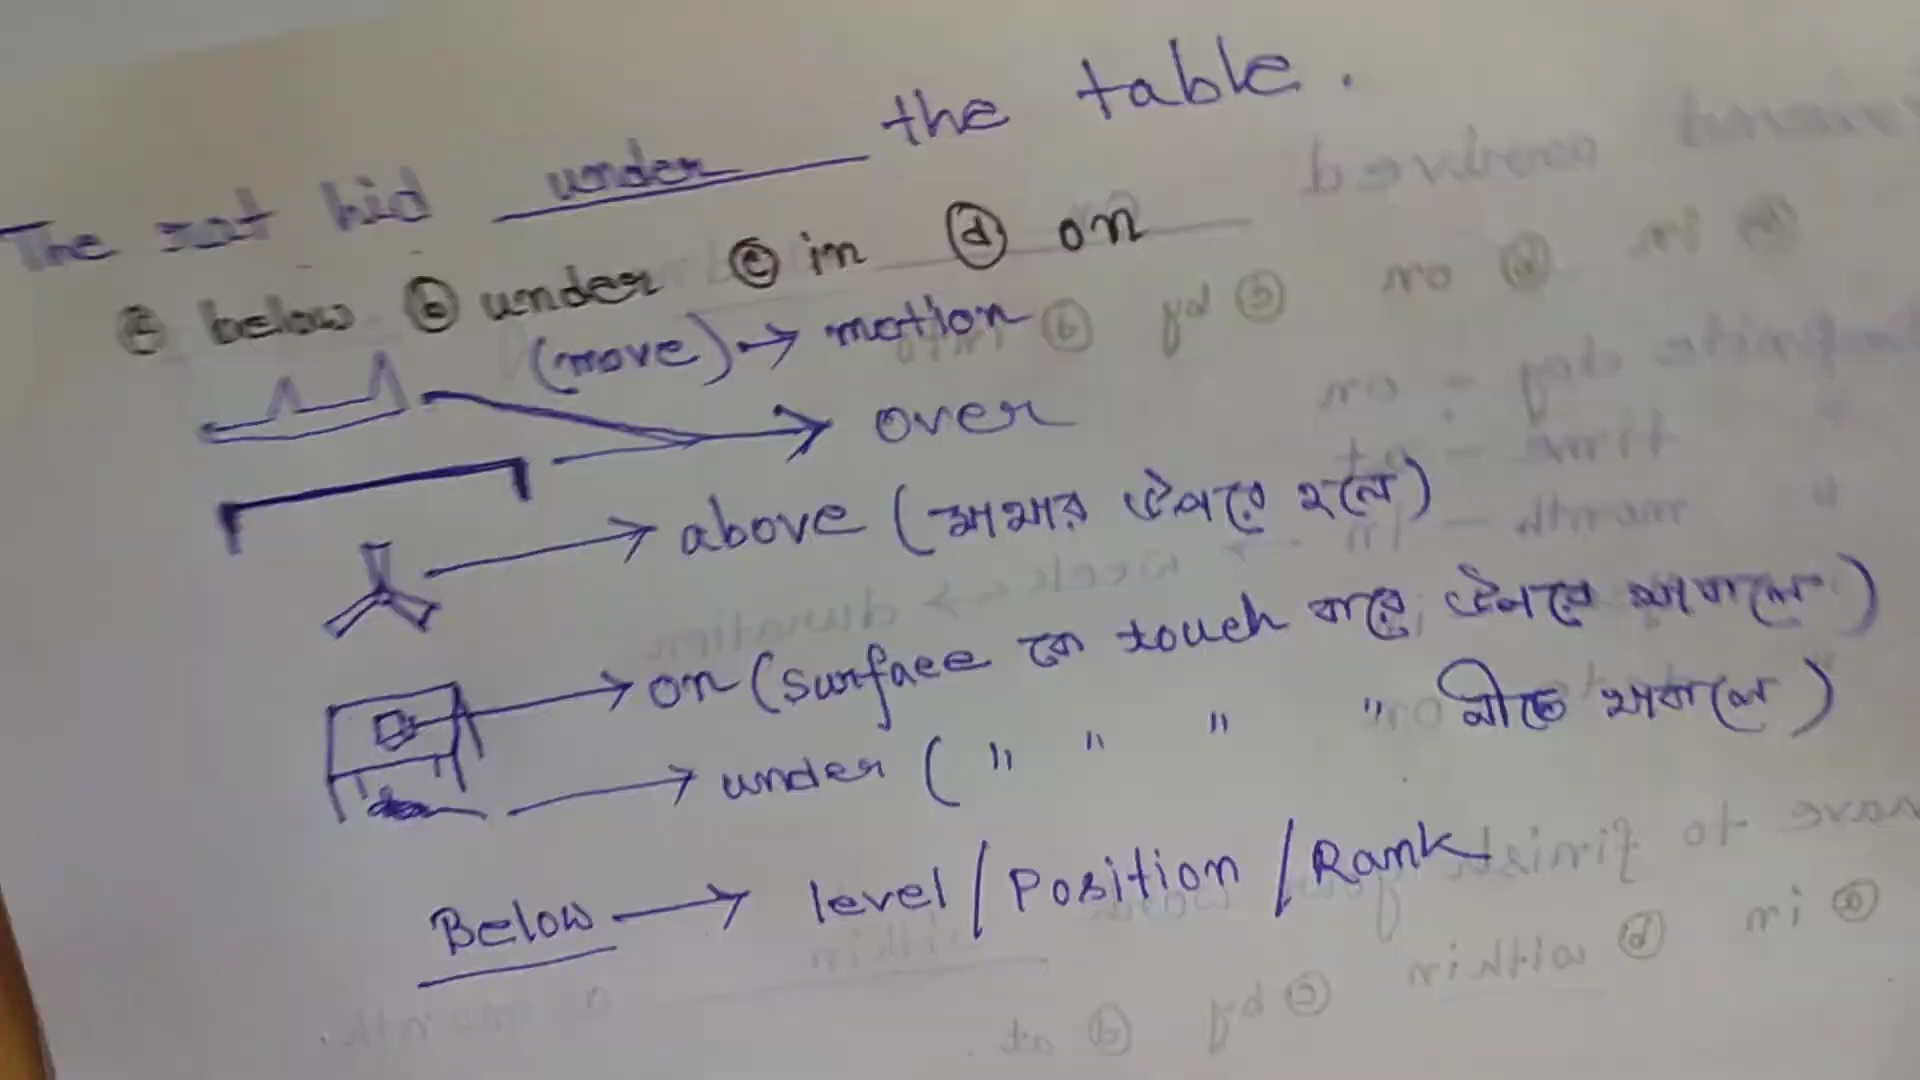 The rat hid under the table.
ⓐ below ⓑ under ⓒ in ⓓ on
(move) → motion
→ over
→ above (মাথার উপরে হলে)
→ on (surface কে touch করে উপরে থাকলে)
→ under ( " " " " নীচে থাকলে)
Below → level / Position / Rank